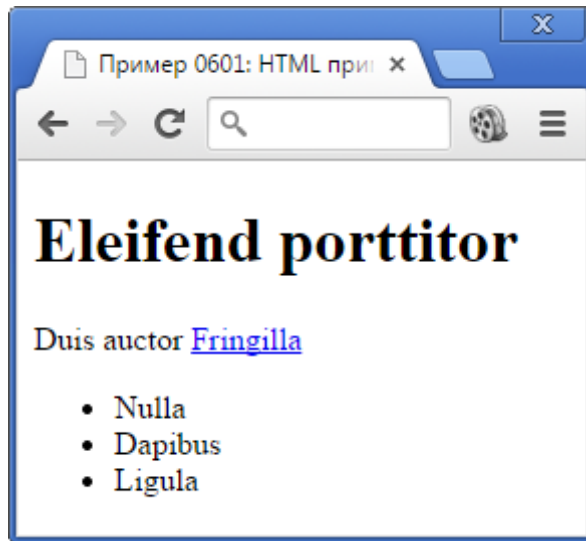 Пример 0601: HTML при
Eleifend porttitor
Duis auctor Fringilla
Nulla
Dapibus
Ligula